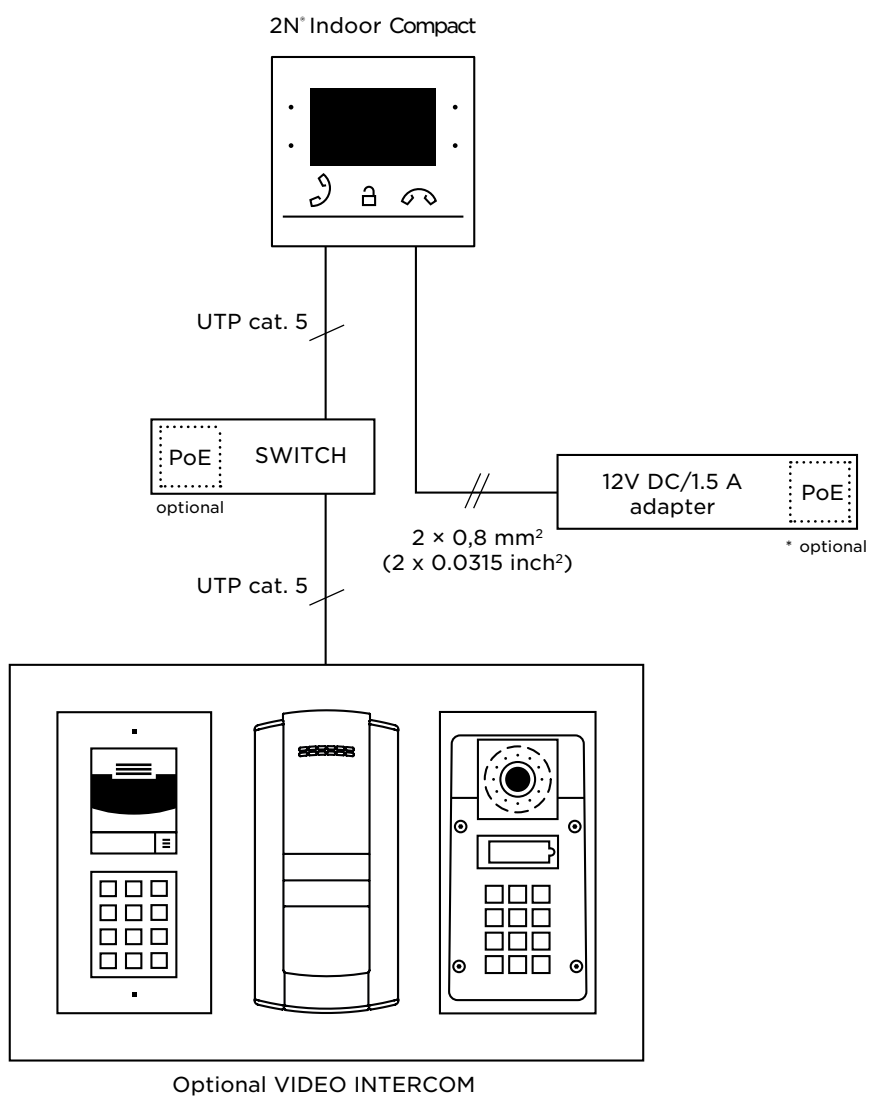 2N® Indoor Compact
UTP cat. 5
PoE SWITCH
optional
12V DC/1.5 A
adapter
PoE
* optional
2 × 0,8 mm²
(2 x 0.0315 inch²)
UTP cat. 5
Optional VIDEO INTERCOM